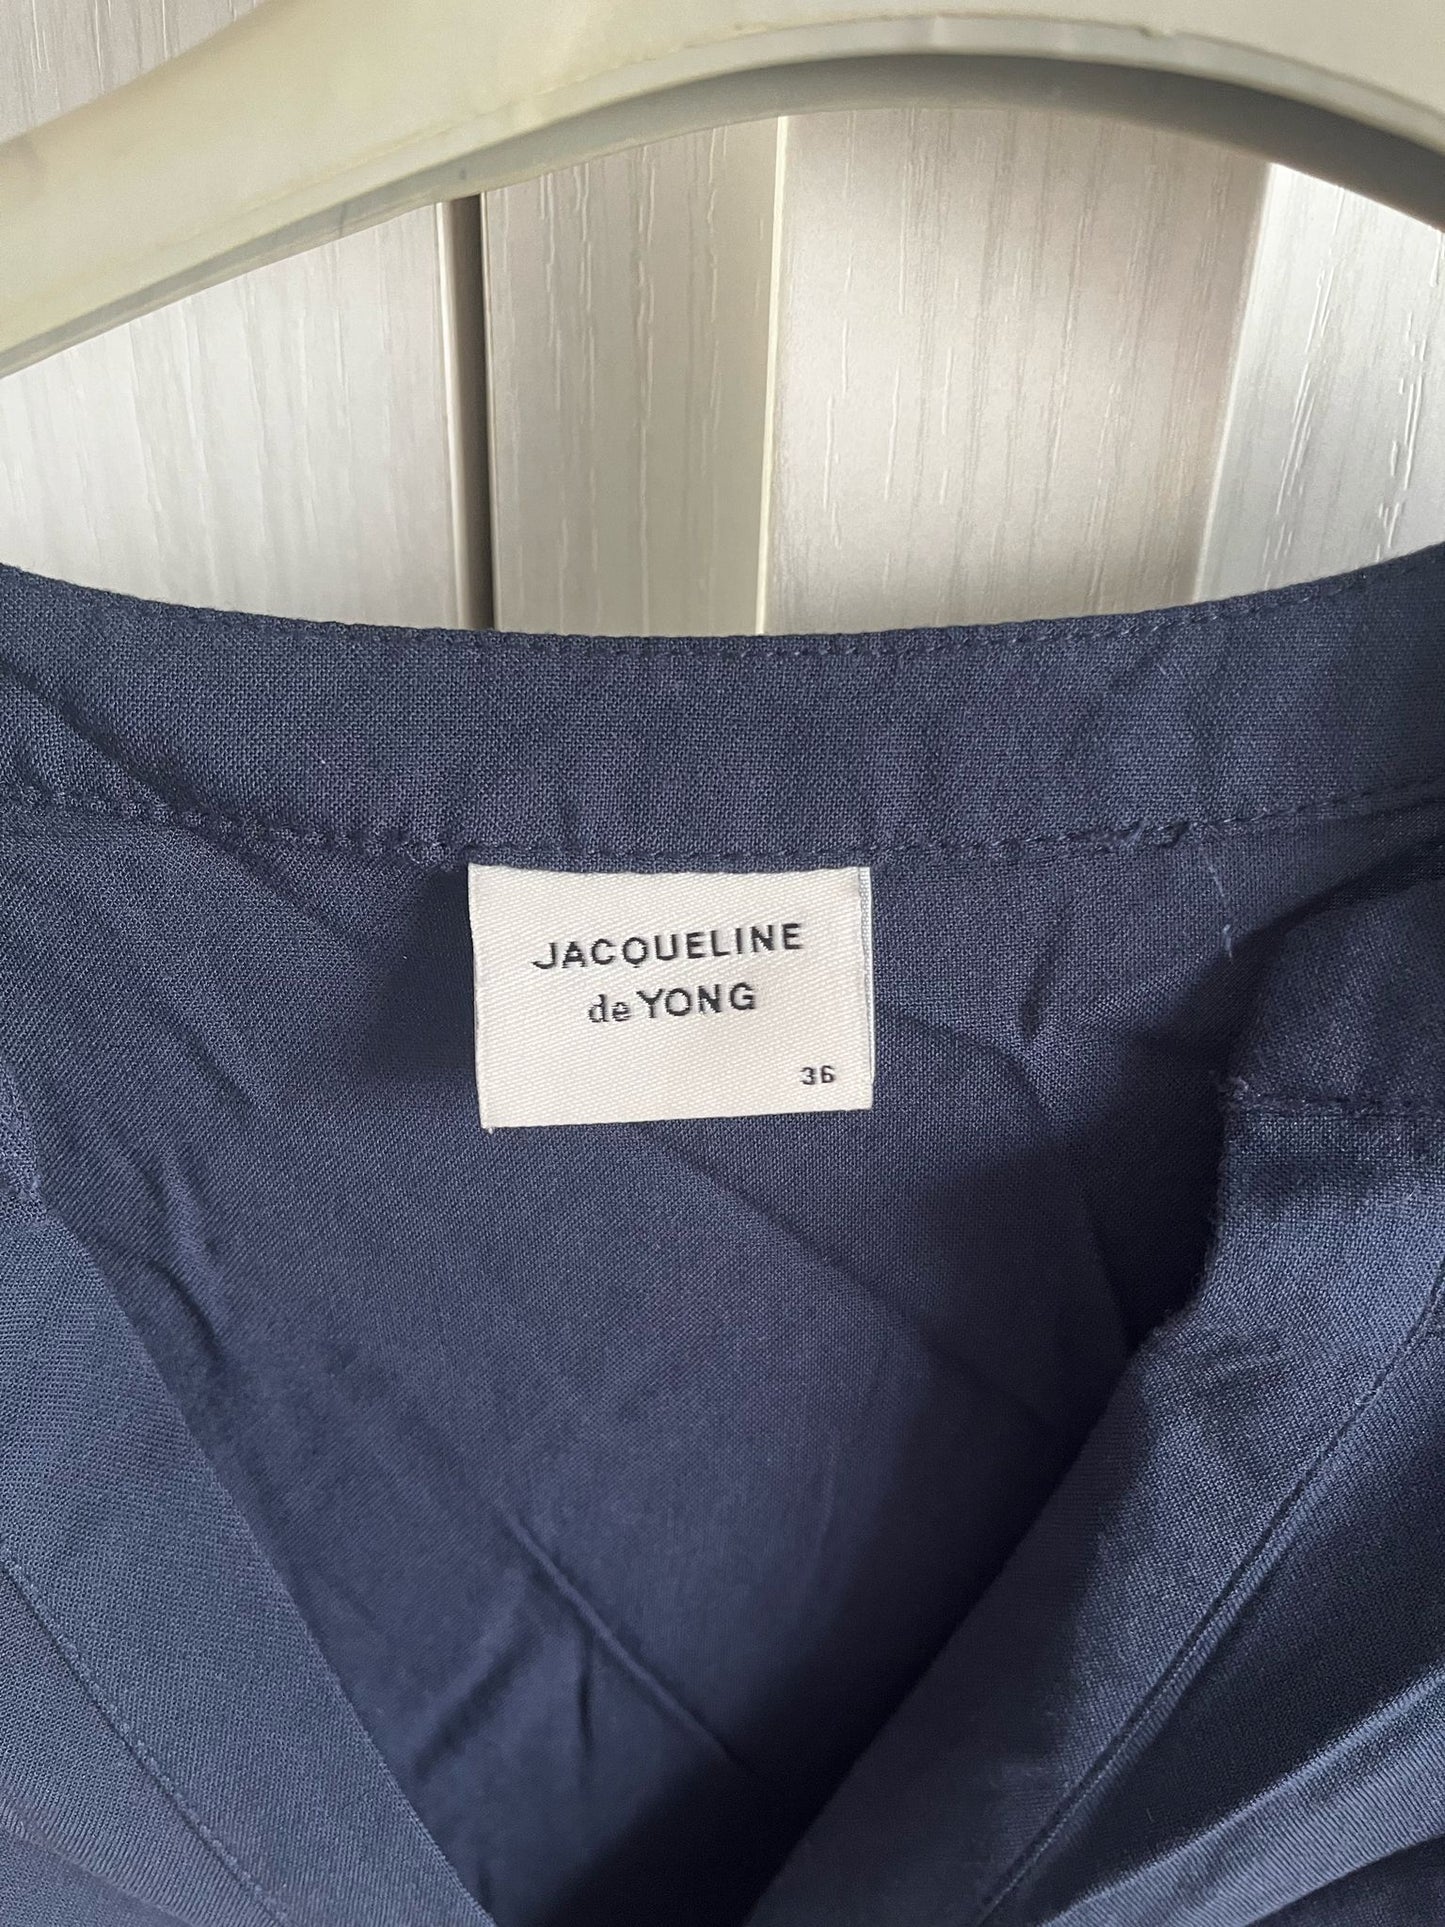 JACQUELINE
de YONG
36